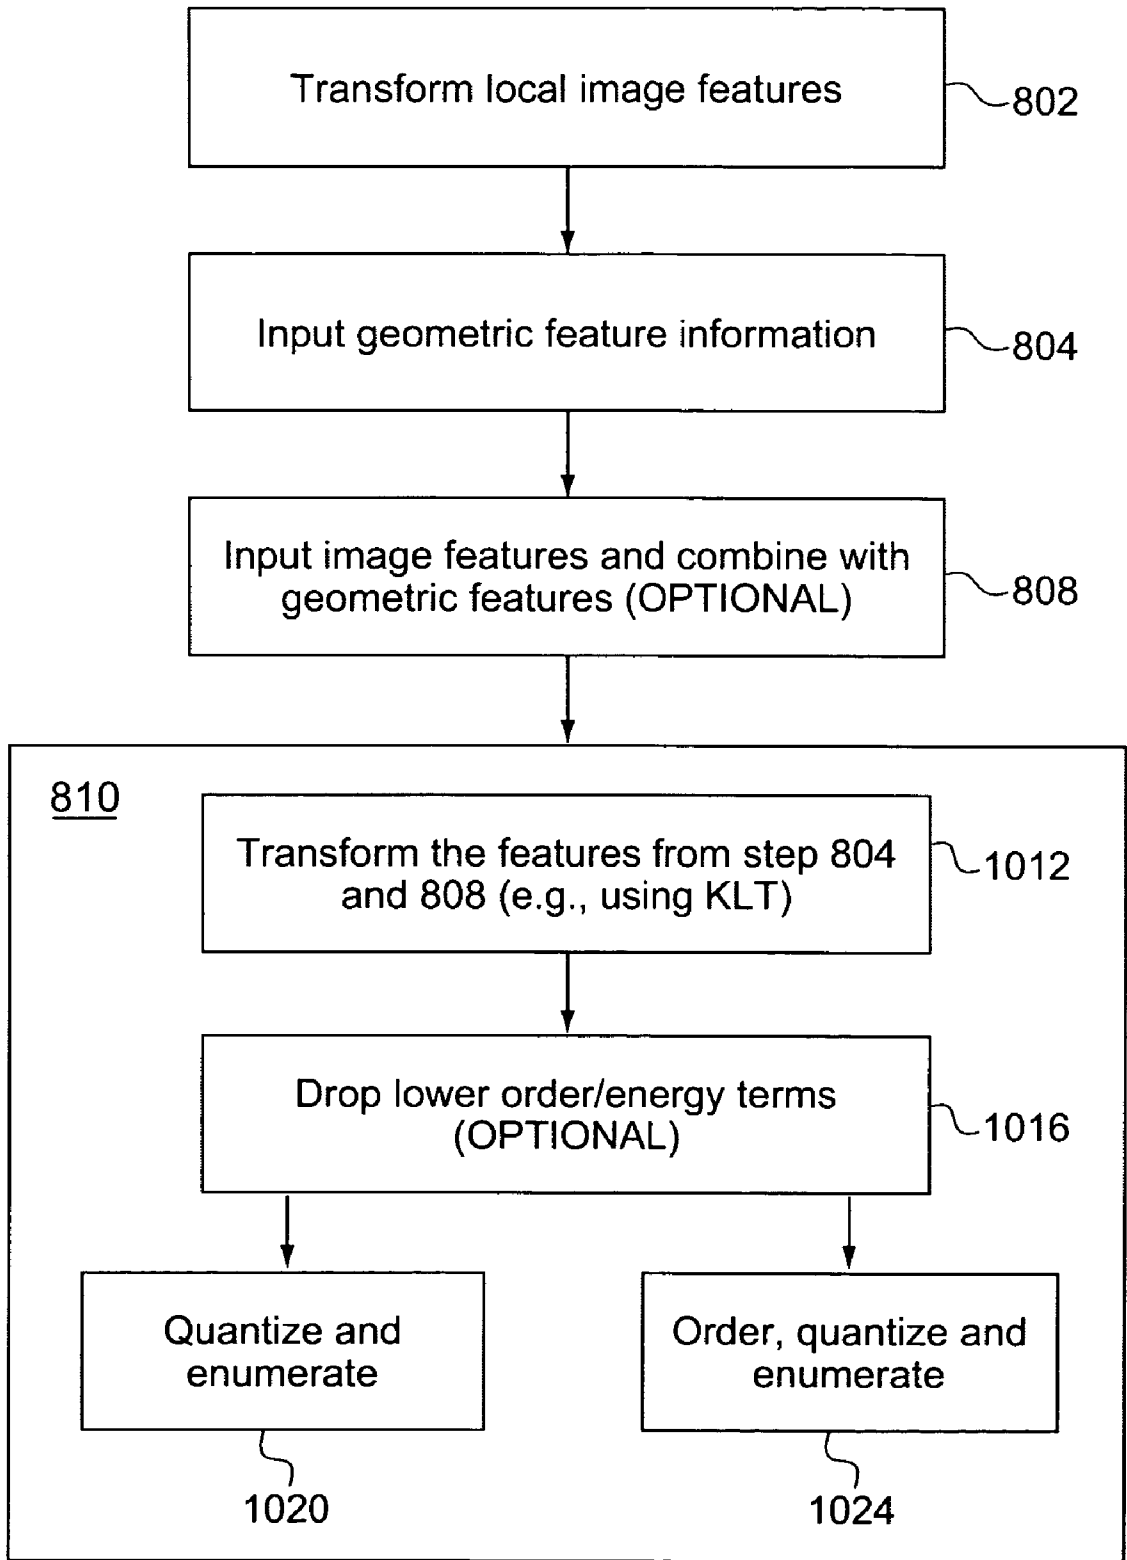 Transform local image features
802
Input geometric feature information
804
Input image features and combine with
geometric features (OPTIONAL)
808
810
Transform the features from step 804
and 808 (e.g., using KLT)
1012
Drop lower order/energy terms
(OPTIONAL)
1016
Quantize and
enumerate
1020
Order, quantize and
enumerate
1024